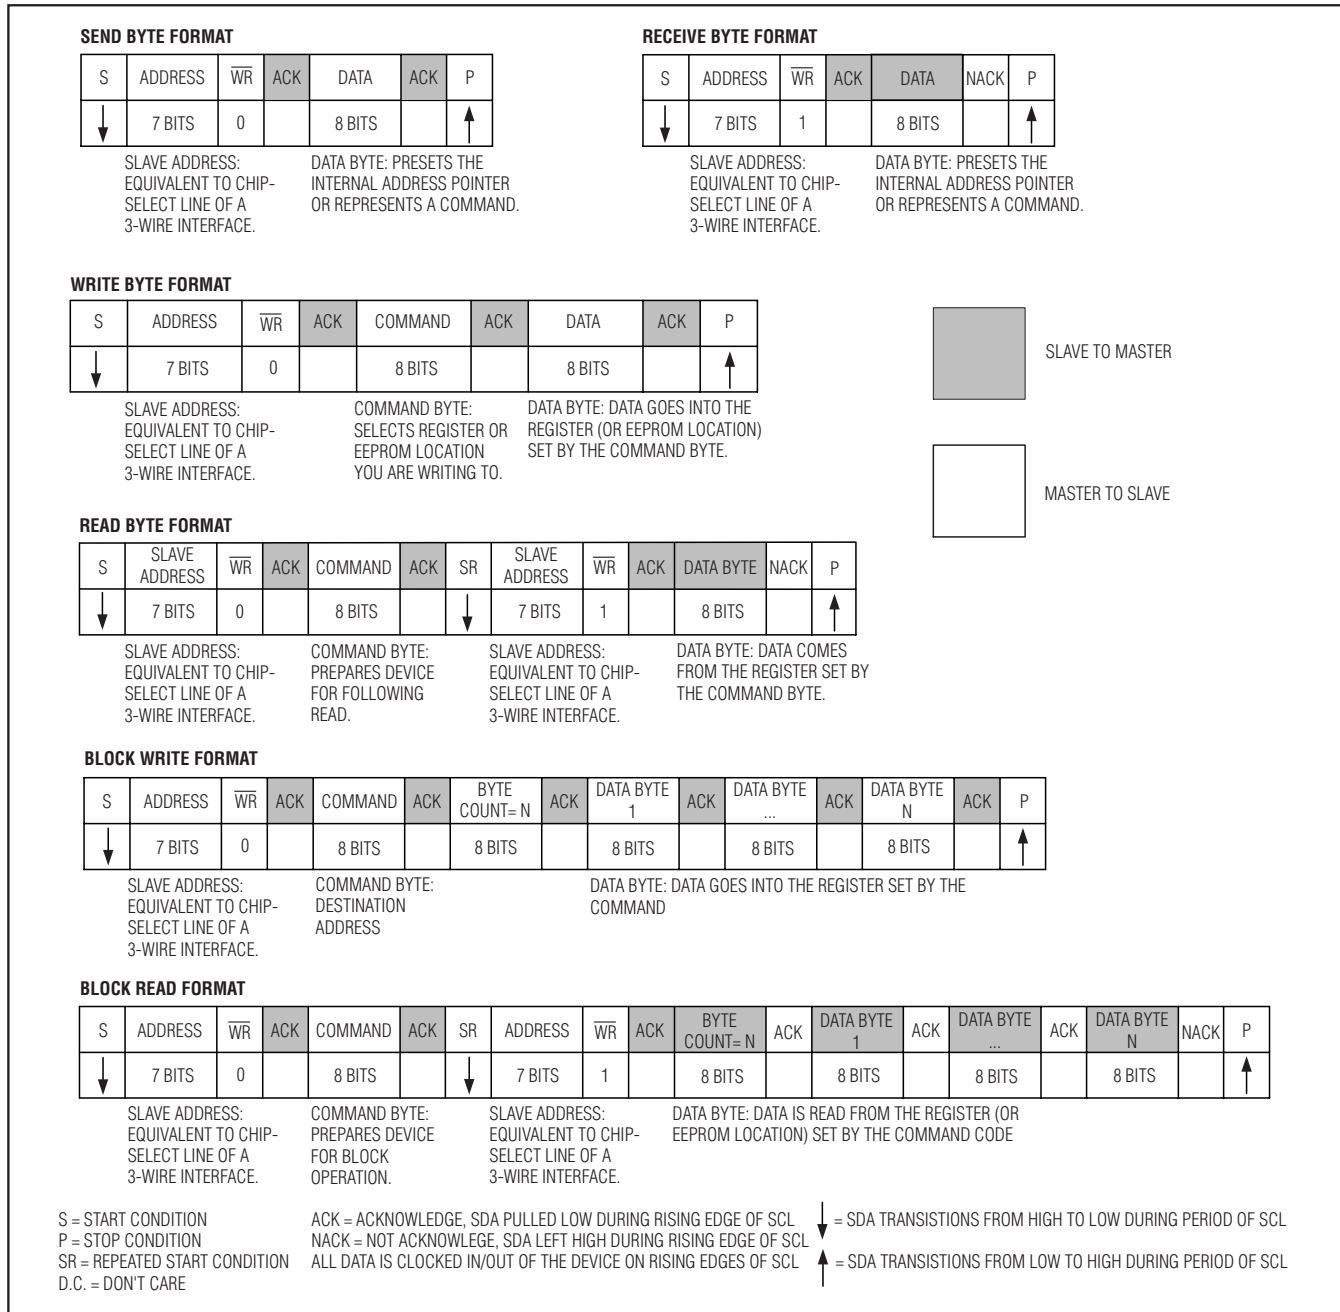 SEND BYTE FORMAT
S ADDRESS WR ACK DATA ACK P
7 BITS 0 8 BITS
SLAVE ADDRESS:
EQUIVALENT TO CHIP-
SELECT LINE OF A
3-WIRE INTERFACE.
DATA BYTE: PRESETS THE
INTERNAL ADDRESS POINTER
OR REPRESENTS A COMMAND.
RECEIVE BYTE FORMAT
S ADDRESS WR ACK DATA NACK P
7 BITS 1 8 BITS
SLAVE ADDRESS:
EQUIVALENT TO CHIP-
SELECT LINE OF A
3-WIRE INTERFACE.
DATA BYTE: PRESETS THE
INTERNAL ADDRESS POINTER
OR REPRESENTS A COMMAND.
WRITE BYTE FORMAT
S ADDRESS WR ACK COMMAND ACK DATA ACK P
7 BITS 0 8 BITS 8 BITS
SLAVE ADDRESS:
EQUIVALENT TO CHIP-
SELECT LINE OF A
3-WIRE INTERFACE.
COMMAND BYTE:
SELECTS REGISTER OR
EEPROM LOCATION
YOU ARE WRITING TO.
DATA BYTE: DATA GOES INTO THE
REGISTER (OR EEPROM LOCATION)
SET BY THE COMMAND BYTE.
SLAVE TO MASTER
MASTER TO SLAVE
READ BYTE FORMAT
S SLAVE ADDRESS WR ACK COMMAND ACK SR SLAVE ADDRESS WR ACK DATA BYTE NACK P
7 BITS 0 8 BITS 7 BITS 1 8 BITS
SLAVE ADDRESS:
EQUIVALENT TO CHIP-
SELECT LINE OF A
3-WIRE INTERFACE.
COMMAND BYTE:
PREPARES DEVICE
FOR FOLLOWING
READ.
SLAVE ADDRESS:
EQUIVALENT TO CHIP-
SELECT LINE OF A
3-WIRE INTERFACE.
DATA BYTE: DATA COMES
FROM THE REGISTER SET BY
THE COMMAND BYTE.
BLOCK WRITE FORMAT
S ADDRESS WR ACK COMMAND ACK BYTE COUNT= N ACK DATA BYTE 1 ACK DATA BYTE ... ACK DATA BYTE N ACK P
7 BITS 0 8 BITS 8 BITS 8 BITS 8 BITS 8 BITS
SLAVE ADDRESS:
EQUIVALENT TO CHIP-
SELECT LINE OF A
3-WIRE INTERFACE.
COMMAND BYTE:
DESTINATION
ADDRESS
DATA BYTE: DATA GOES INTO THE REGISTER SET BY THE
COMMAND
BLOCK READ FORMAT
S ADDRESS WR ACK COMMAND ACK SR ADDRESS WR ACK BYTE COUNT= N ACK DATA BYTE 1 ACK DATA BYTE ... ACK DATA BYTE N NACK P
7 BITS 0 8 BITS 7 BITS 1 8 BITS 8 BITS 8 BITS 8 BITS
SLAVE ADDRESS:
EQUIVALENT TO CHIP-
SELECT LINE OF A
3-WIRE INTERFACE.
COMMAND BYTE:
PREPARES DEVICE
FOR BLOCK
OPERATION.
SLAVE ADDRESS:
EQUIVALENT TO CHIP-
SELECT LINE OF A
3-WIRE INTERFACE.
DATA BYTE: DATA IS READ FROM THE REGISTER (OR
EEPROM LOCATION) SET BY THE COMMAND CODE
S = START CONDITION
P = STOP CONDITION
SR = REPEATED START CONDITION
D.C. = DON'T CARE
ACK = ACKNOWLEDGE, SDA PULLED LOW DURING RISING EDGE OF SCL
NACK = NOT ACKNOWLEGE, SDA LEFT HIGH DURING RISING EDGE OF SCL
ALL DATA IS CLOCKED IN/OUT OF THE DEVICE ON RISING EDGES OF SCL
= SDA TRANSISTIONS FROM HIGH TO LOW DURING PERIOD OF SCL
= SDA TRANSISTIONS FROM LOW TO HIGH DURING PERIOD OF SCL